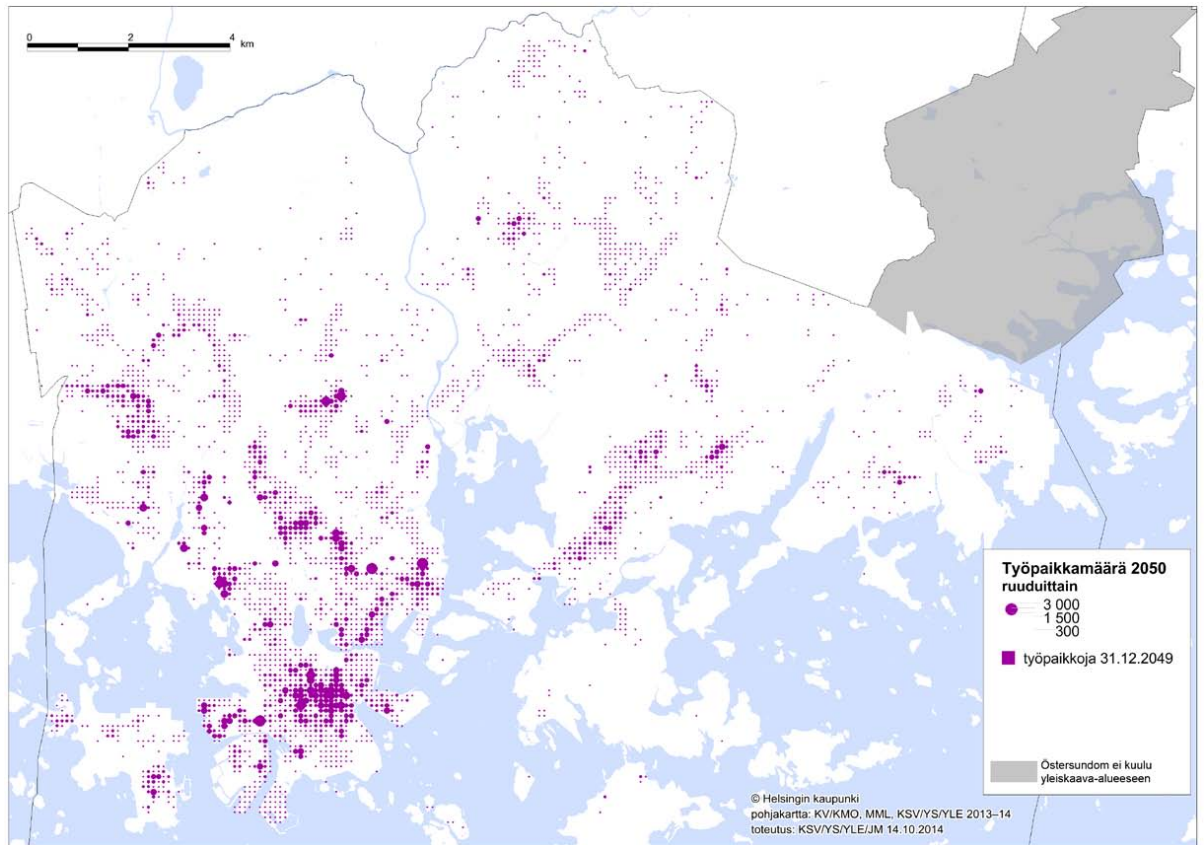 0 2 4
km
Työpaikkamäärä 2050
ruuduittain
3 000
1 500
300
työpaikkoja 31.12.2049
Östersundom ei kuulu
yleiskaava-alueeseen
© Helsingin kaupunki
pohjakartta: KV/KMO, MML, KSV/YS/YLE 2013–14
toteutus: KSV/YS/YLE/JM 14.10.2014